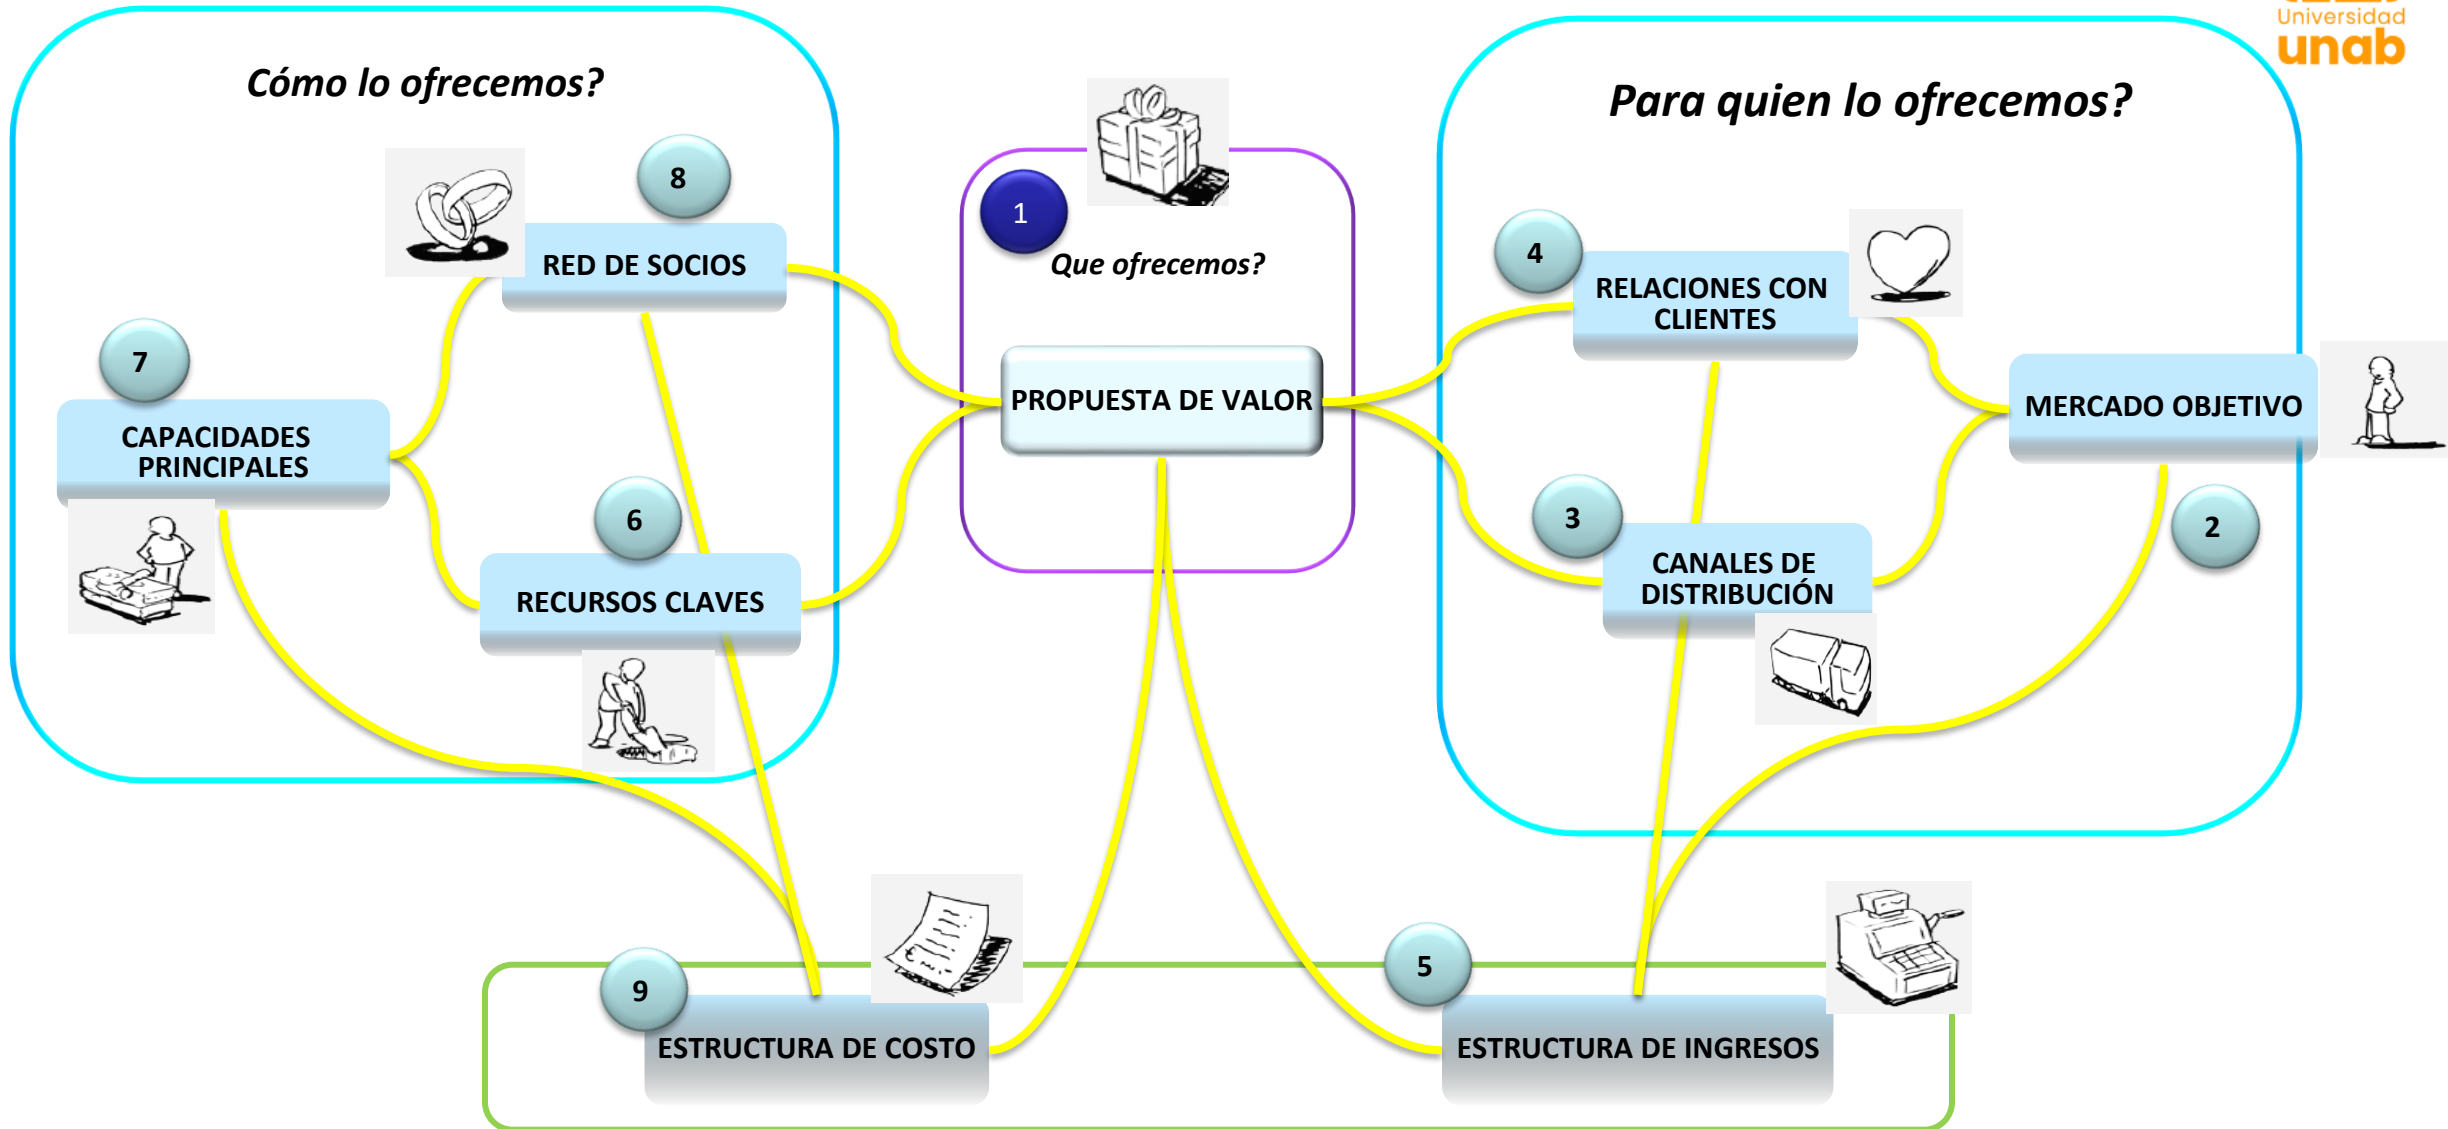 Universidad
unab
Cómo lo ofrecemos?
8
RED DE SOCIOS
7
CAPACIDADES
PRINCIPALES
6
RECURSOS CLAVES
1
Que ofrecemos?
PROPUESTA DE VALOR
Para quien lo ofrecemos?
4
RELACIONES CON
CLIENTES
MERCADO OBJETIVO
3
CANALES DE
DISTRIBUCIÓN
2
9
ESTRUCTURA DE COSTO
5
ESTRUCTURA DE INGRESOS